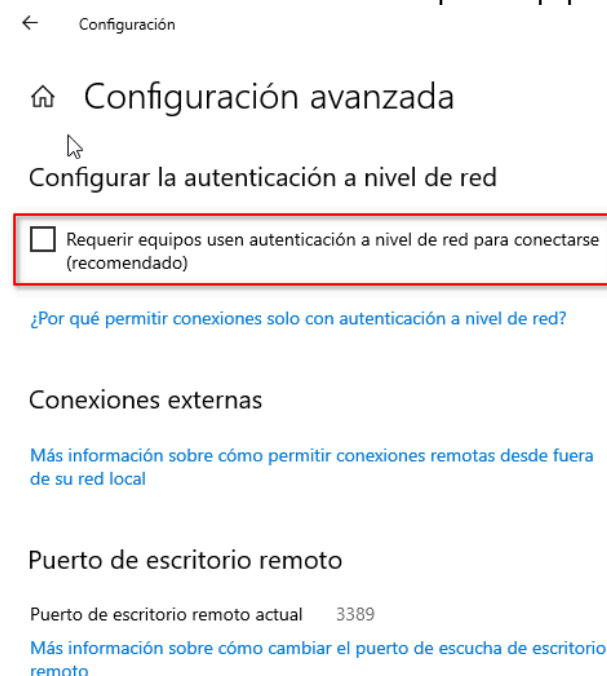 Configuración
Configuración avanzada
Configurar la autenticación a nivel de red
Requerir equipos usen autenticación a nivel de red para conectarse
(recomendado)
¿Por qué permitir conexiones solo con autenticación a nivel de red?
Conexiones externas
Más información sobre cómo permitir conexiones remotas desde fuera
de su red local
Puerto de escritorio remoto
Puerto de escritorio remoto actual 3389
Más información sobre cómo cambiar el puerto de escucha de escritorio
remoto